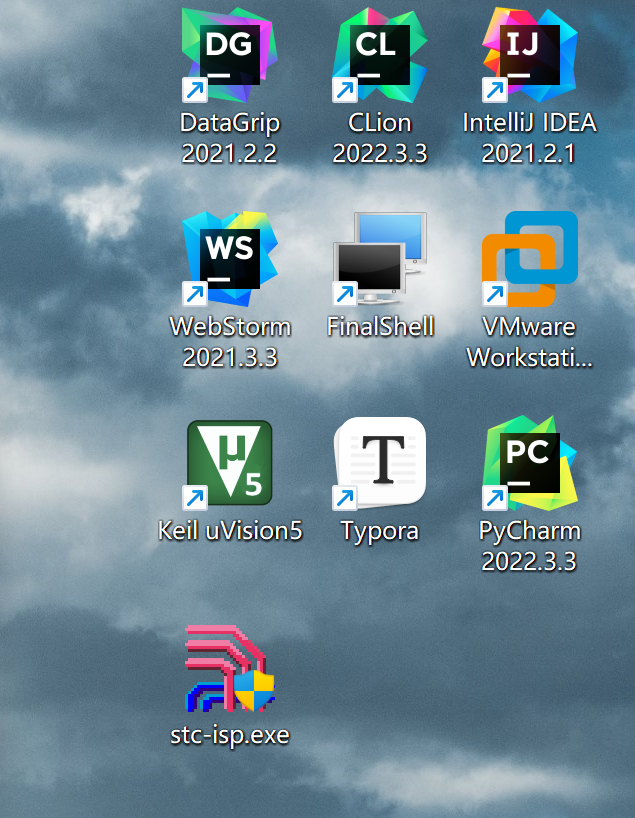 DG
CL
IJ
DataGrip
2021.2.2
CLion
2022.3.3
IntelliJ IDEA
2021.2.1
WS
WebStorm
2021.3.3
FinalShell
VMware
Workstati...
µ
5
T
PC
Keil uVision5
Typora
PyCharm
2022.3.3
stc-isp.exe